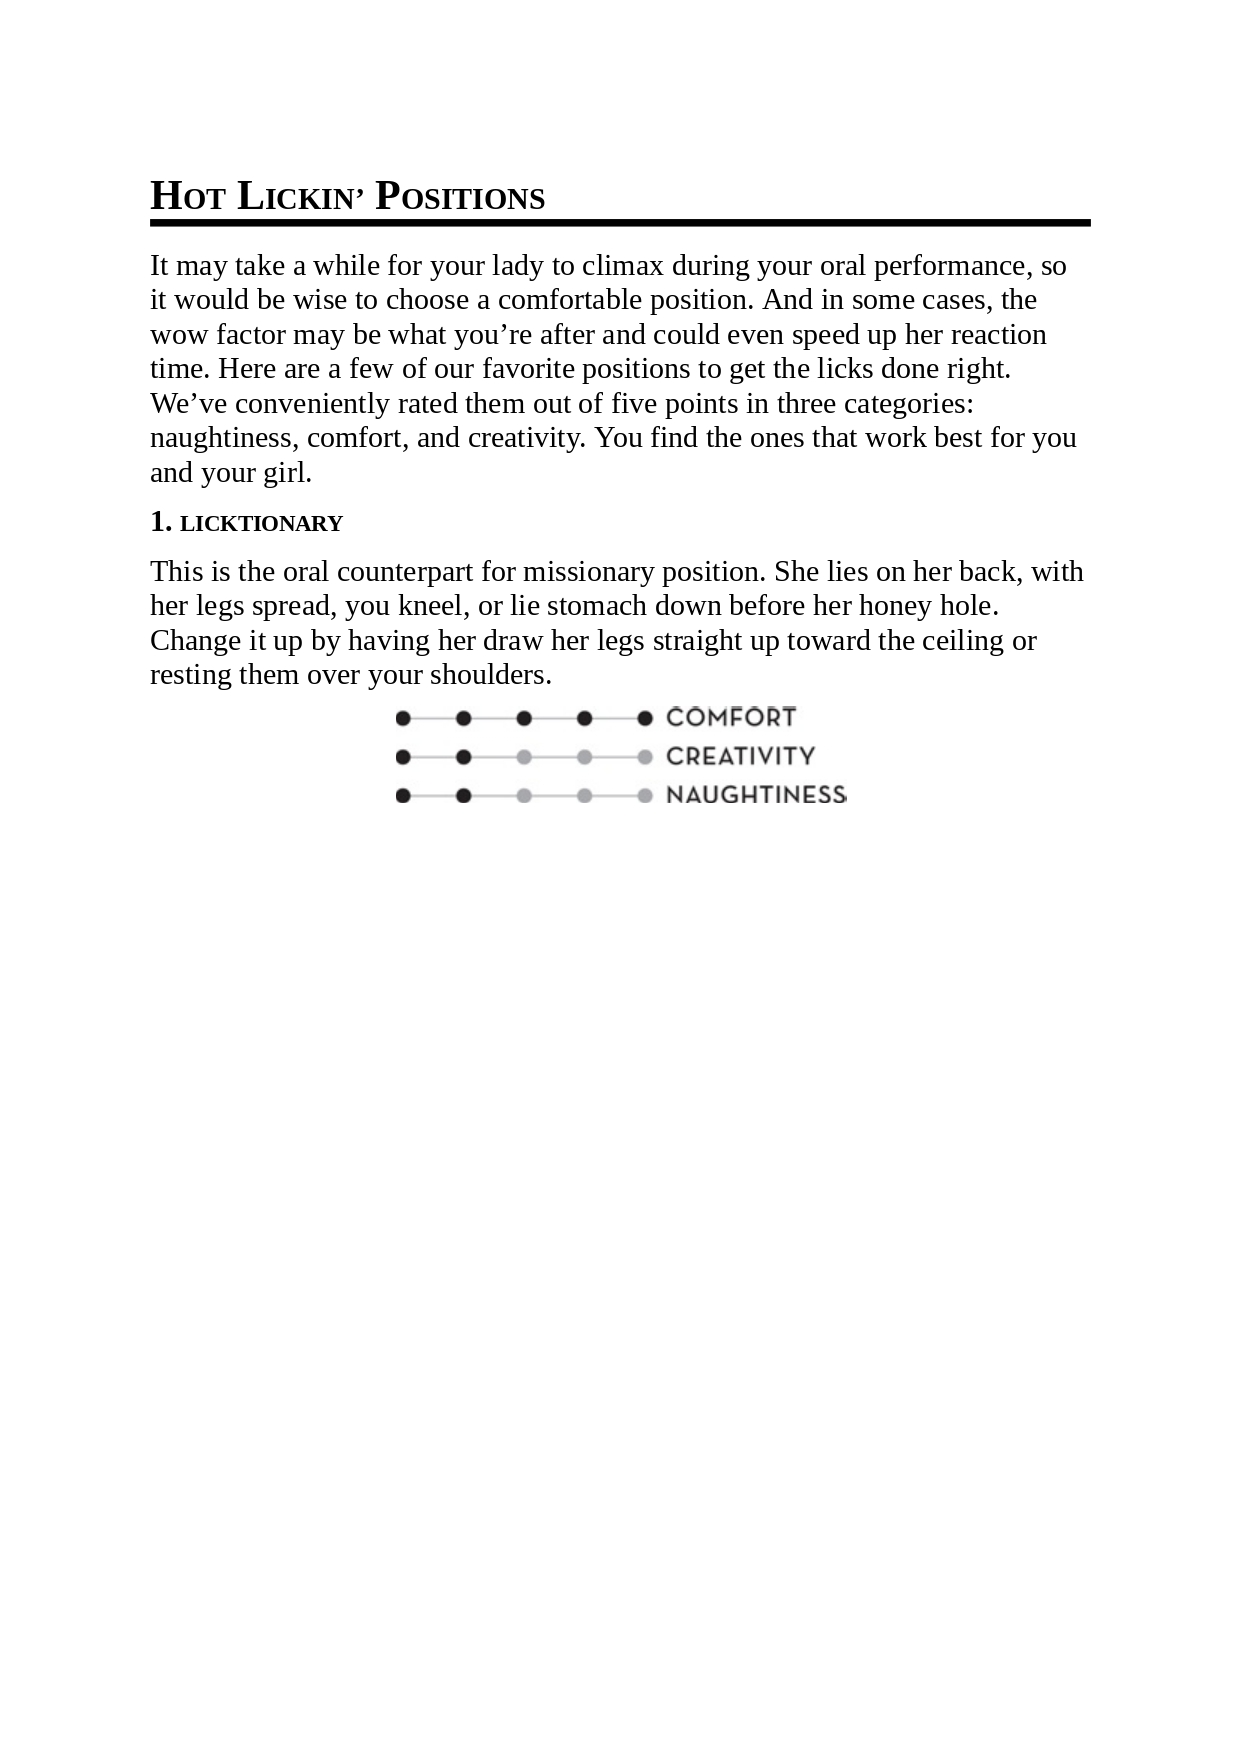 HOT LICKIN’ POSITIONS
It may take a while for your lady to climax during your oral performance, so
it would be wise to choose a comfortable position. And in some cases, the
wow factor may be what you’re after and could even speed up her reaction
time. Here are a few of our favorite positions to get the licks done right.
We’ve conveniently rated them out of five points in three categories:
naughtiness, comfort, and creativity. You find the ones that work best for you
and your girl.
1. LICKTIONARY
This is the oral counterpart for missionary position. She lies on her back, with
her legs spread, you kneel, or lie stomach down before her honey hole.
Change it up by having her draw her legs straight up toward the ceiling or
resting them over your shoulders.
COMFORT
CREATIVITY
NAUGHTINESS